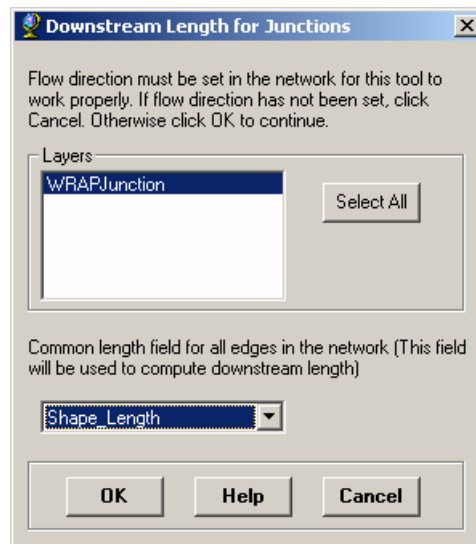 Downstream Length for Junctions
Flow direction must be set in the network for this tool to
work properly. If flow direction has not been set, click
Cancel. Otherwise click OK to continue.
Layers
WRAPJunction
Select All
Common length field for all edges in the network (This field
will be used to compute downstream length)
Shape_Length
OK Help Cancel